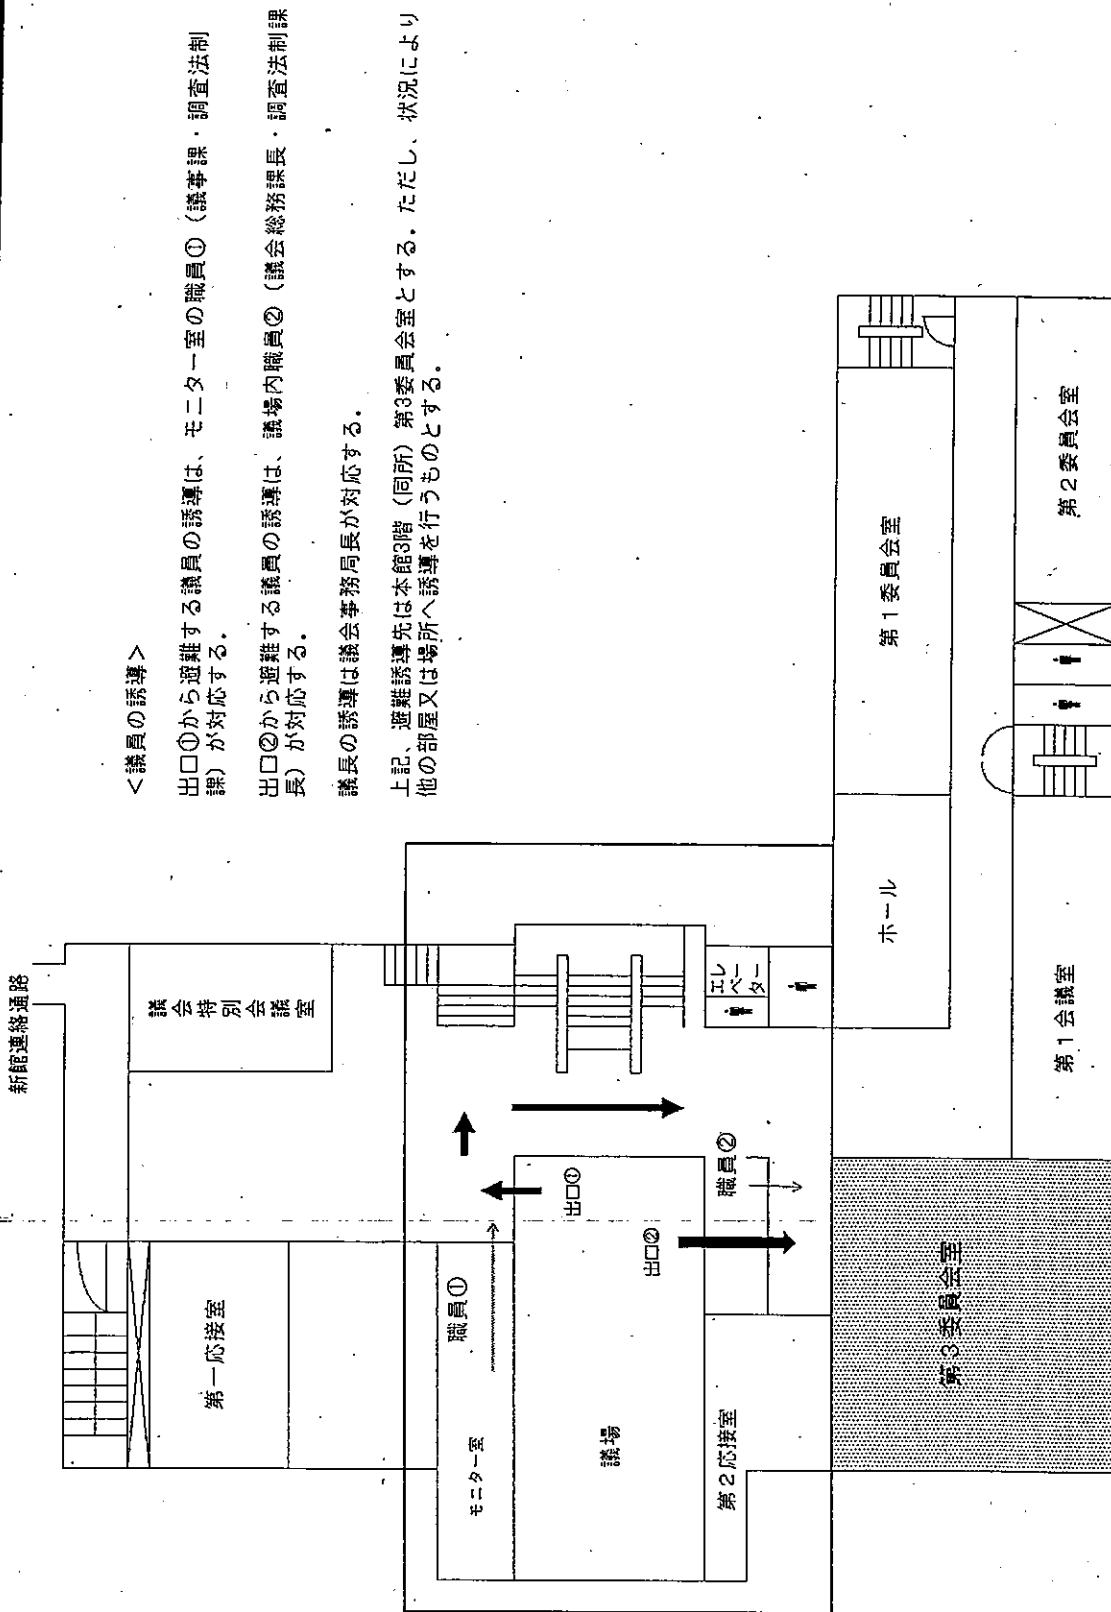 <議員の誘導>
出口①から避難する議員の誘導は、モニター室の職員①（議事課・調査法制
課）が対応する。
出口②から避難する議員の誘導は、議場内職員②（議会総務課長・調査法制課
長）が対応する。
議長の誘導は議会事務局長が対応する。
上記、避難誘導先は本館3階（同所）第3委員会室とする。ただし、状況により
他の部屋又は場所へ誘導を行うものとする。
新館連絡通路
議会特別会議室
第一応接室
モニター室
職員①
出口①
議場
出口②
職員②
第2応接室
エレベーター
ホール
第1委員会室
第2委員会室
第1会議室
第3委員会室